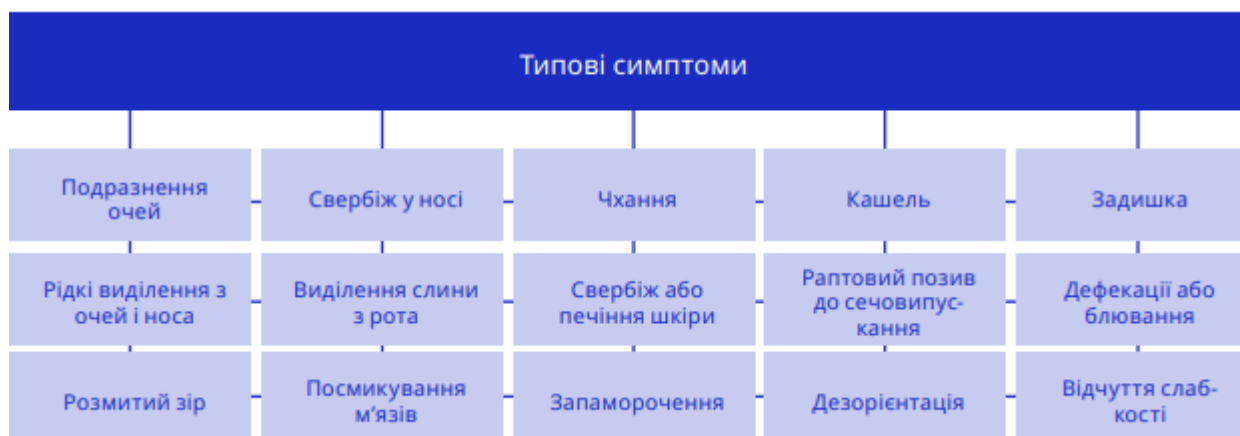 Типові симптоми
Подразнення
очей
Свербіж у носі
Чхання
Кашель
Задишка
Рідкі виділення з
очей і носа
Виділення слини
з рота
Свербіж або
печіння шкіри
Раптовий позив
до сечовипус-
кання
Дефекації або
блювання
Розмитий зір
Посмикування
м‘язів
Запаморочення
Дезорієнтація
Відчуття слаб-
кості